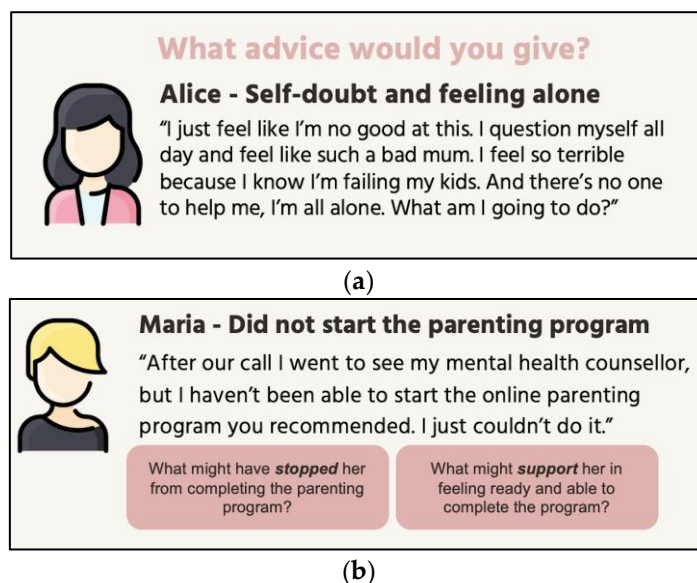 What advice would you give?
Alice - Self-doubt and feeling alone
“I just feel like I’m no good at this. I question myself all
day and feel like such a bad mum. I feel so terrible
because I know I’m failing my kids. And there’s no one
to help me, I’m all alone. What am I going to do?”
(a)
Maria - Did not start the parenting program
“After our call I went to see my mental health counsellor,
but I haven’t been able to start the online parenting
program you recommended. I just couldn’t do it.”
What might have stopped her
from completing the parenting
program?
What might support her in
feeling ready and able to
complete the program?
(b)